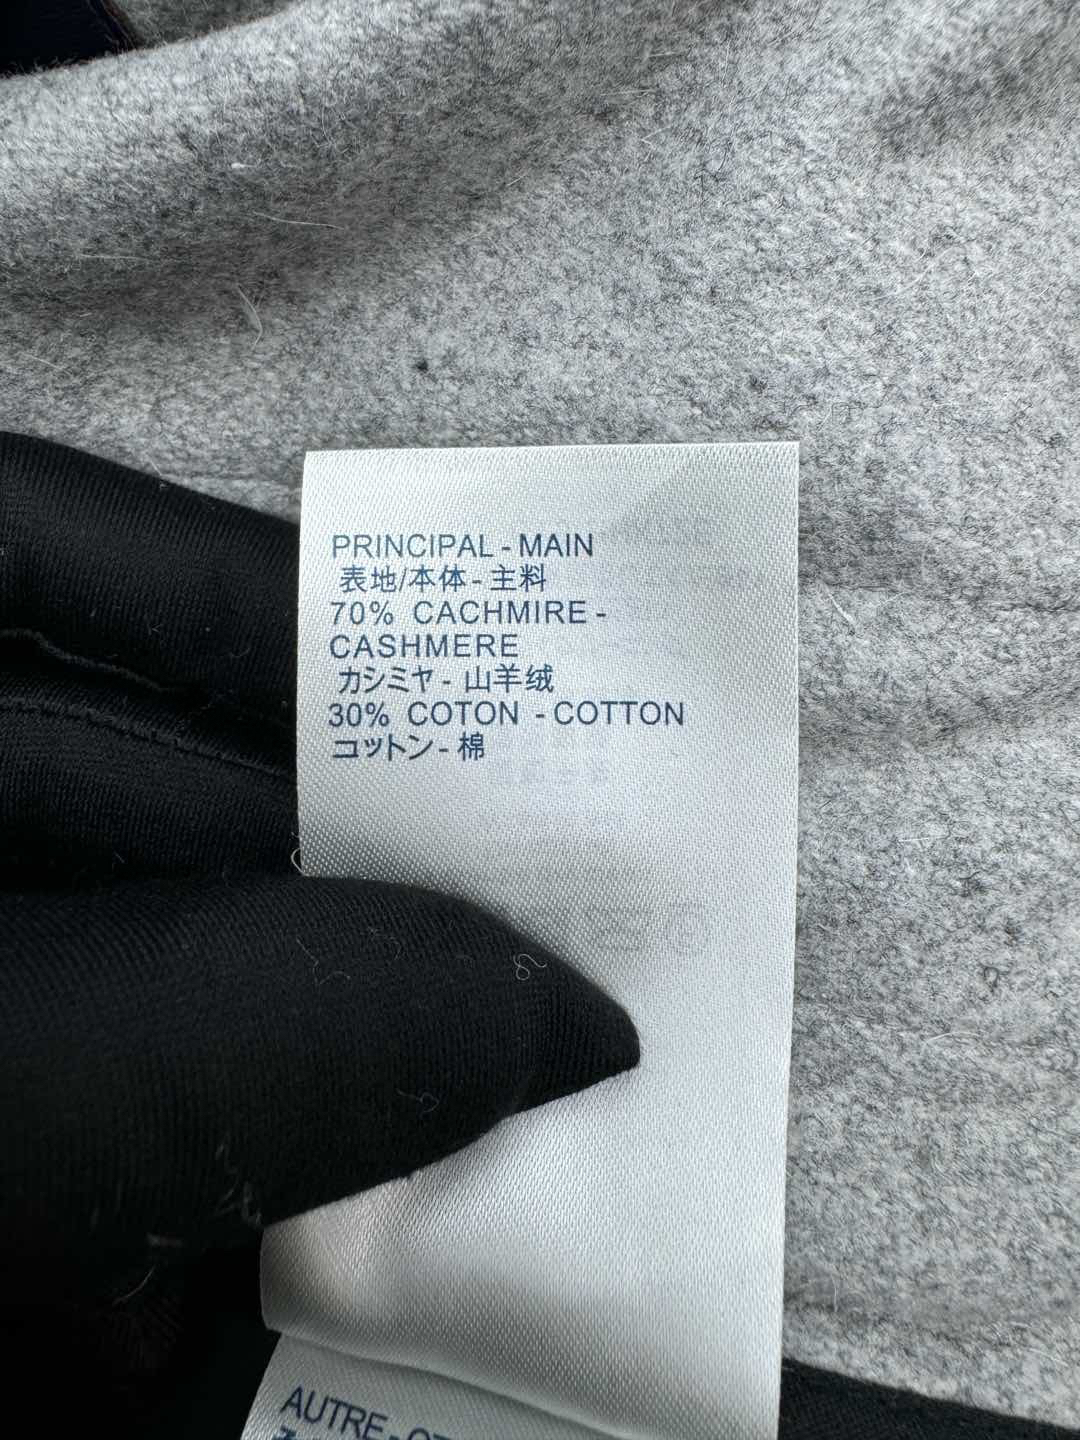 PRINCIPAL - MAIN
表地/本体 - 主料
70% CACHMIRE -
CASHMERE
カシミヤ - 山羊绒
30% COTON - COTTON
コットン - 棉
AUTRE -